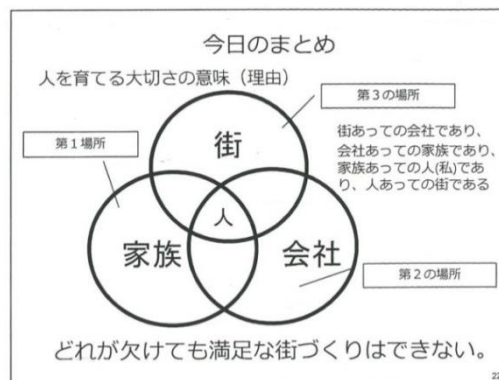 今日のまとめ
人を育てる大切さの意味（理由）
第３の場所
第１場所
街
街あっての会社であり、
会社あっての家族であり、
家族あっての人(私)であ
り、人あっての街である
人
家族
会社
第２の場所
どれが欠けても満足な街づくりはできない。
22